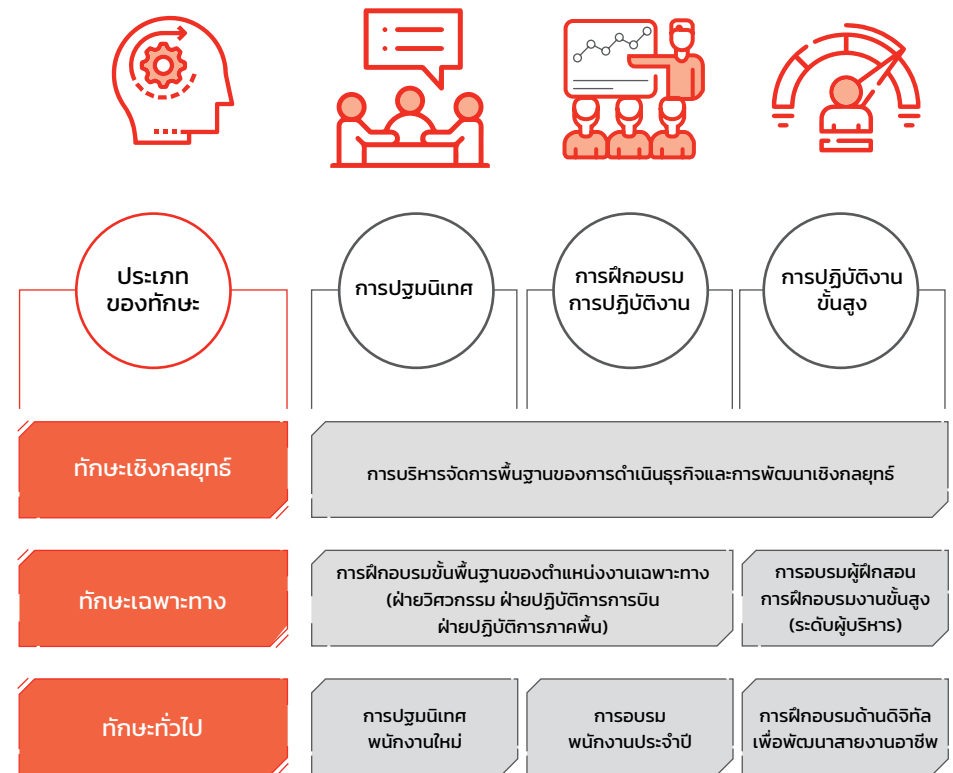 ประเภท
ของทักษะ
การปฐมนิเทศ
การฝึกอบรม
การปฏิบัติงาน
การปฏิบัติงาน
ขั้นสูง
ทักษะเชิงกลยุทธ์
การบริหารจัดการพื้นฐานของการดำเนินธุรกิจและการพัฒนาเชิงกลยุทธ์
ทักษะเฉพาะทาง
การฝึกอบรมขั้นพื้นฐานของตำแหน่งงานเฉพาะทาง
(ฝ่ายวิศวกรรม ฝ่ายปฏิบัติการการบิน
ฝ่ายปฏิบัติการภาคพื้น)
การอบรมผู้ฝึกสอน
การฝึกอบรมงานขั้นสูง
(ระดับผู้บริหาร)
ทักษะทั่วไป
การปฐมนิเทศ
พนักงานใหม่
การอบรม
พนักงานประจำปี
การฝึกอบรมด้านดิจิทัล
เพื่อพัฒนาสายงานอาชีพ